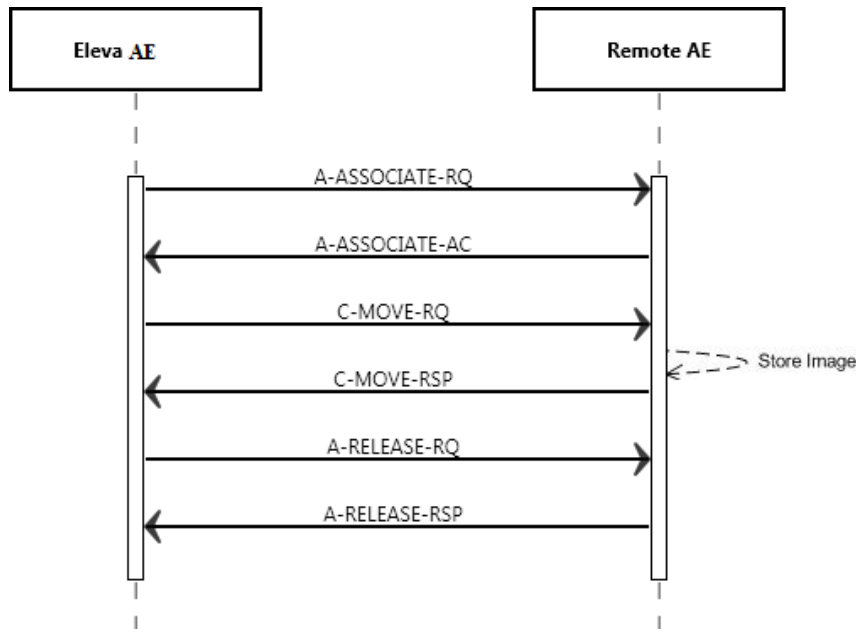 Eleva AE
Remote AE
A-ASSOCIATE-RQ
A-ASSOCIATE-AC
C-MOVE-RQ
Store Image
C-MOVE-RSP
A-RELEASE-RQ
A-RELEASE-RSP